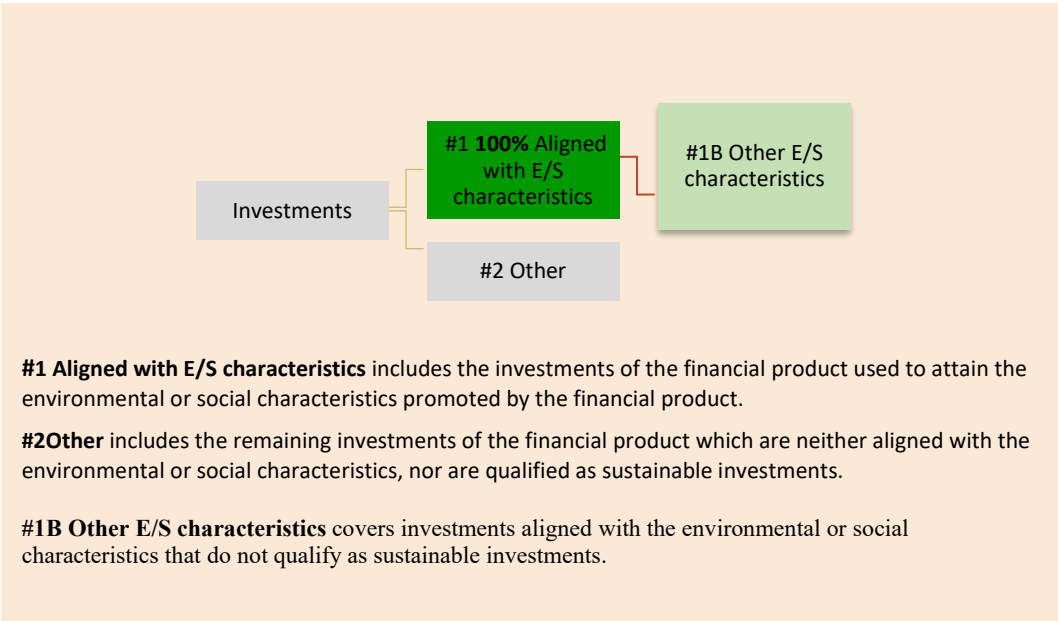 #1 100% Aligned
with E/S
characteristics
#1B Other E/S
characteristics
Investments
#2 Other
#1 Aligned with E/S characteristics includes the investments of the financial product used to attain the
environmental or social characteristics promoted by the financial product.
#2Other includes the remaining investments of the financial product which are neither aligned with the
environmental or social characteristics, nor are qualified as sustainable investments.
#1B Other E/S characteristics covers investments aligned with the environmental or social
characteristics that do not qualify as sustainable investments.